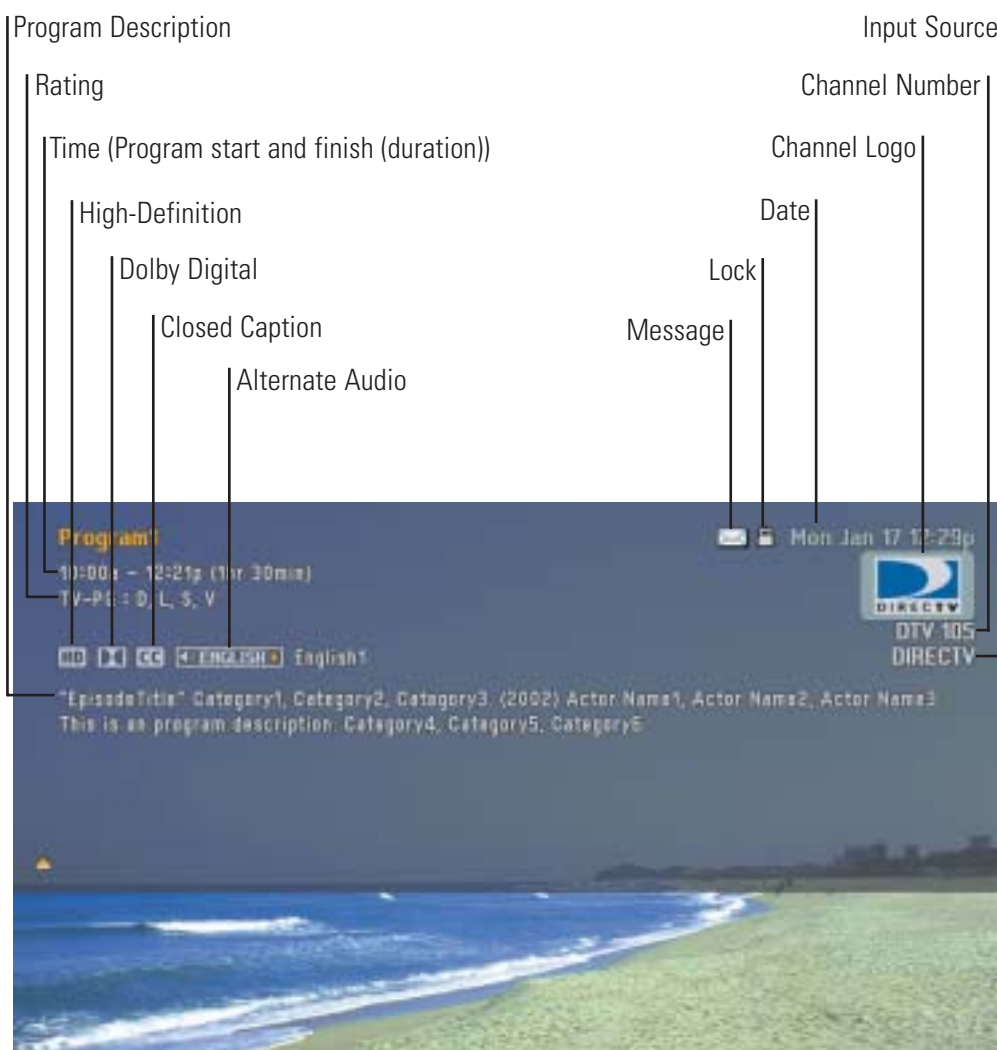 Program Description
Input Source
Rating
Channel Number
Time (Program start and finish (duration))
Channel Logo
High-Definition
Date
Dolby Digital
Lock
Closed Caption
Message
Alternate Audio
Program1
Mon Jan 17 12:29p
10:00a - 12:21p (1hr 30min)
DIRECTV
TV-PG : D, L, S, V
DTV 105
HD CC ENGLISH English1
DIRECTV
"EpisodeTitle" Category1, Category2, Category3. (2002) Actor Name1, Actor Name2, Actor Name3
This is an program description. Category4, Category5, Category6